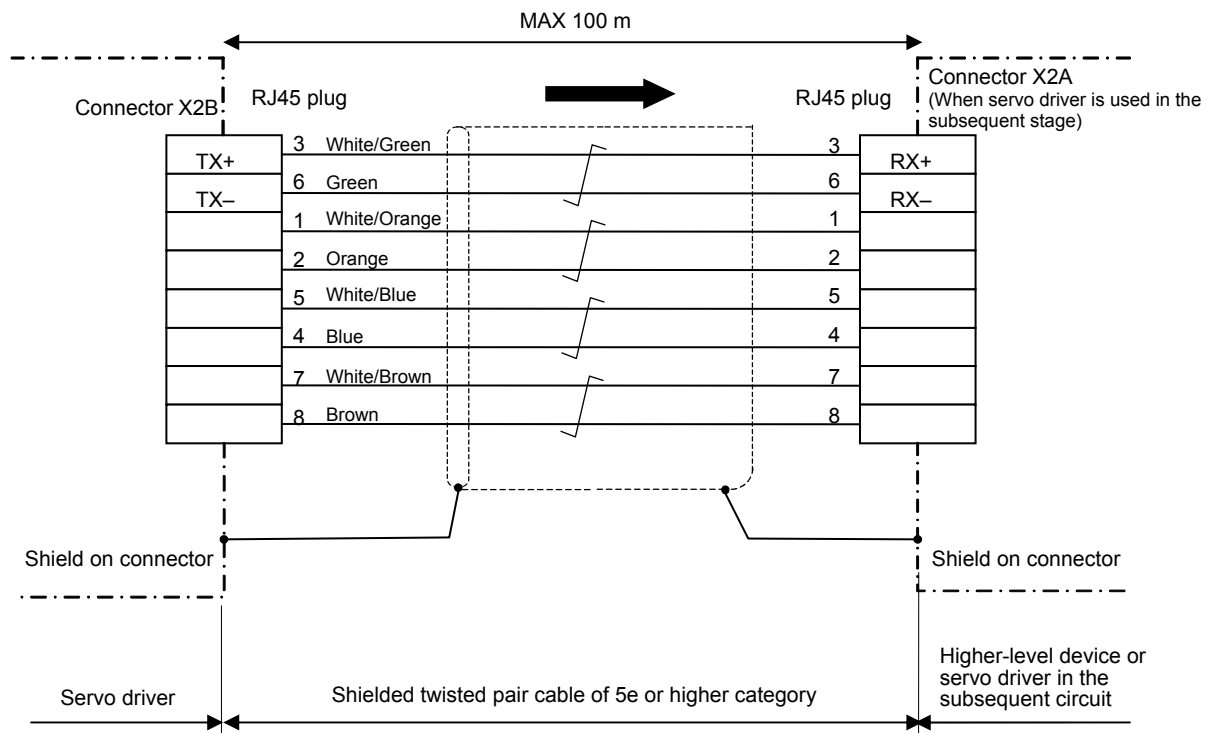 MAX 100 m
Connector X2B
RJ45 plug
RJ45 plug
Connector X2A
(When servo driver is used in the
subsequent stage)
TX+
3 White/Green
3
RX+
TX–
6 Green
6
RX–
1 White/Orange
1
2 Orange
2
5 White/Blue
5
4 Blue
4
7 White/Brown
7
8 Brown
8
Shield on connector
Shield on connector
Servo driver
Shielded twisted pair cable of 5e or higher category
Higher-level device or
servo driver in the
subsequent circuit